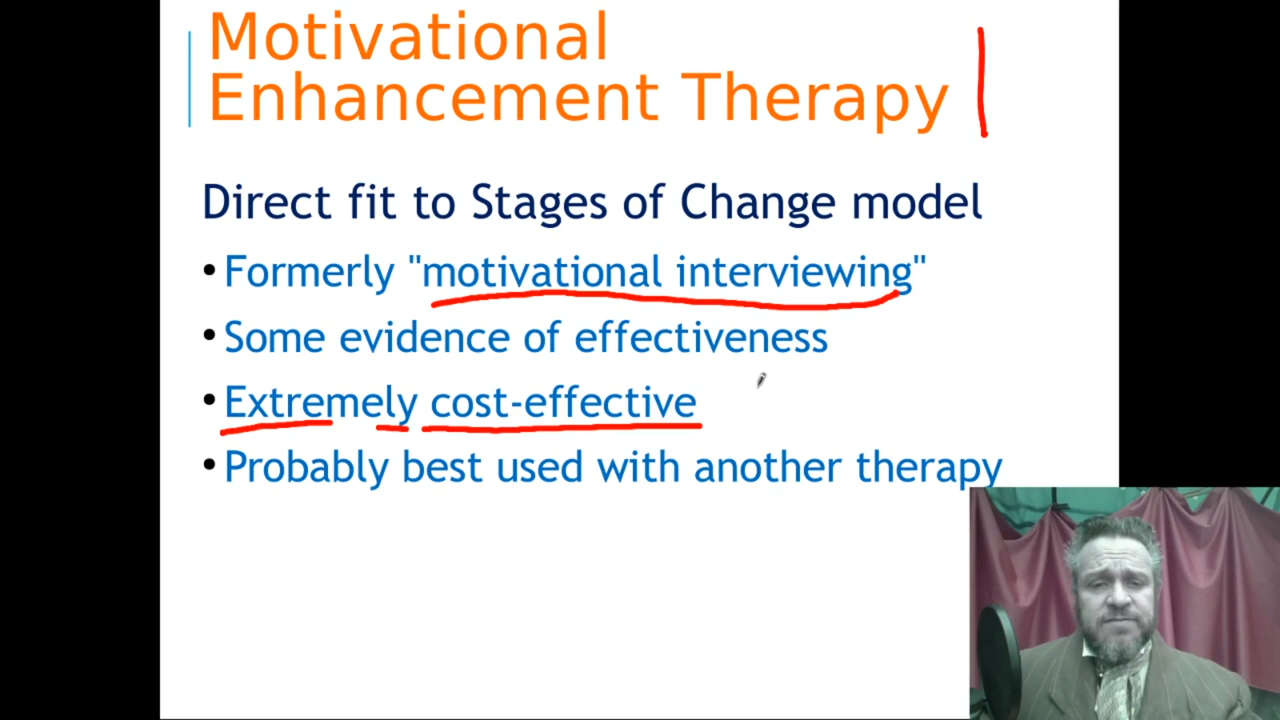 Motivational
Enhancement Therapy
Direct fit to Stages of Change model
•Formerly "motivational interviewing"
•Some evidence of effectiveness
•Extremely cost-effective
•Probably best used with another therapy